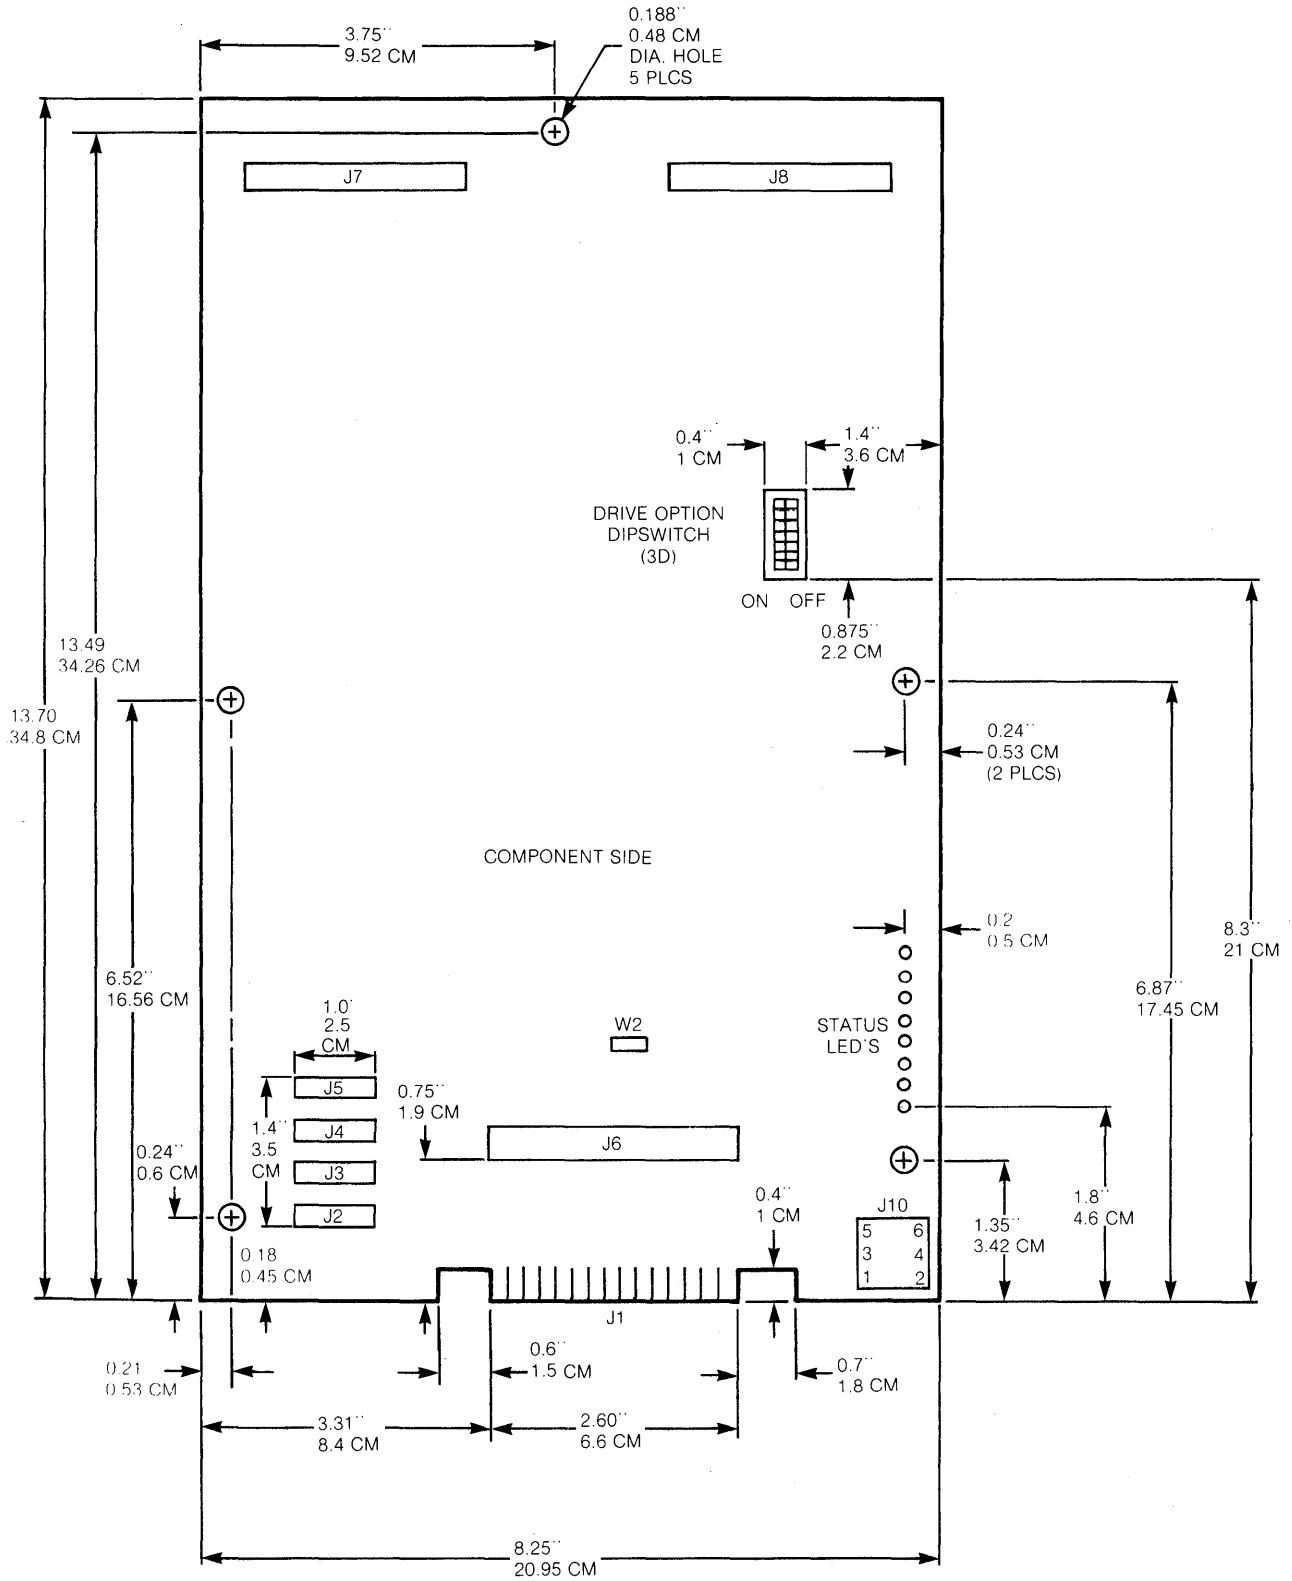 3.75''
9.52 CM
0.188''
0.48 CM
DIA. HOLE
5 PLCS
J7
J8
0.4''
1 CM
1.4''
3.6 CM
DRIVE OPTION
DIPSWITCH
(3D)
ON OFF
0.875''
2.2 CM
13.49
34.26 CM
13.70
34.8 CM
0.24''
0.53 CM
(2 PLCS)
COMPONENT SIDE
0.2
0.5 CM
8.3''
21 CM
6.52''
16.56 CM
6.87''
17.45 CM
1.0'
2.5
CM
W2
STATUS
LED'S
J5
0.75''
1.9 CM
1.4''
3.5
CM
J4
J6
0.24''
0.6 CM
J3
J2
0.4''
1 CM
J10
5 6
3 4
1 2
1.8''
4.6 CM
1.35''
3.42 CM
0.18
0.45 CM
J1
0.21
0.53 CM
0.6''
1.5 CM
0.7''
1.8 CM
3.31''
8.4 CM
2.60''
6.6 CM
8.25''
20.95 CM